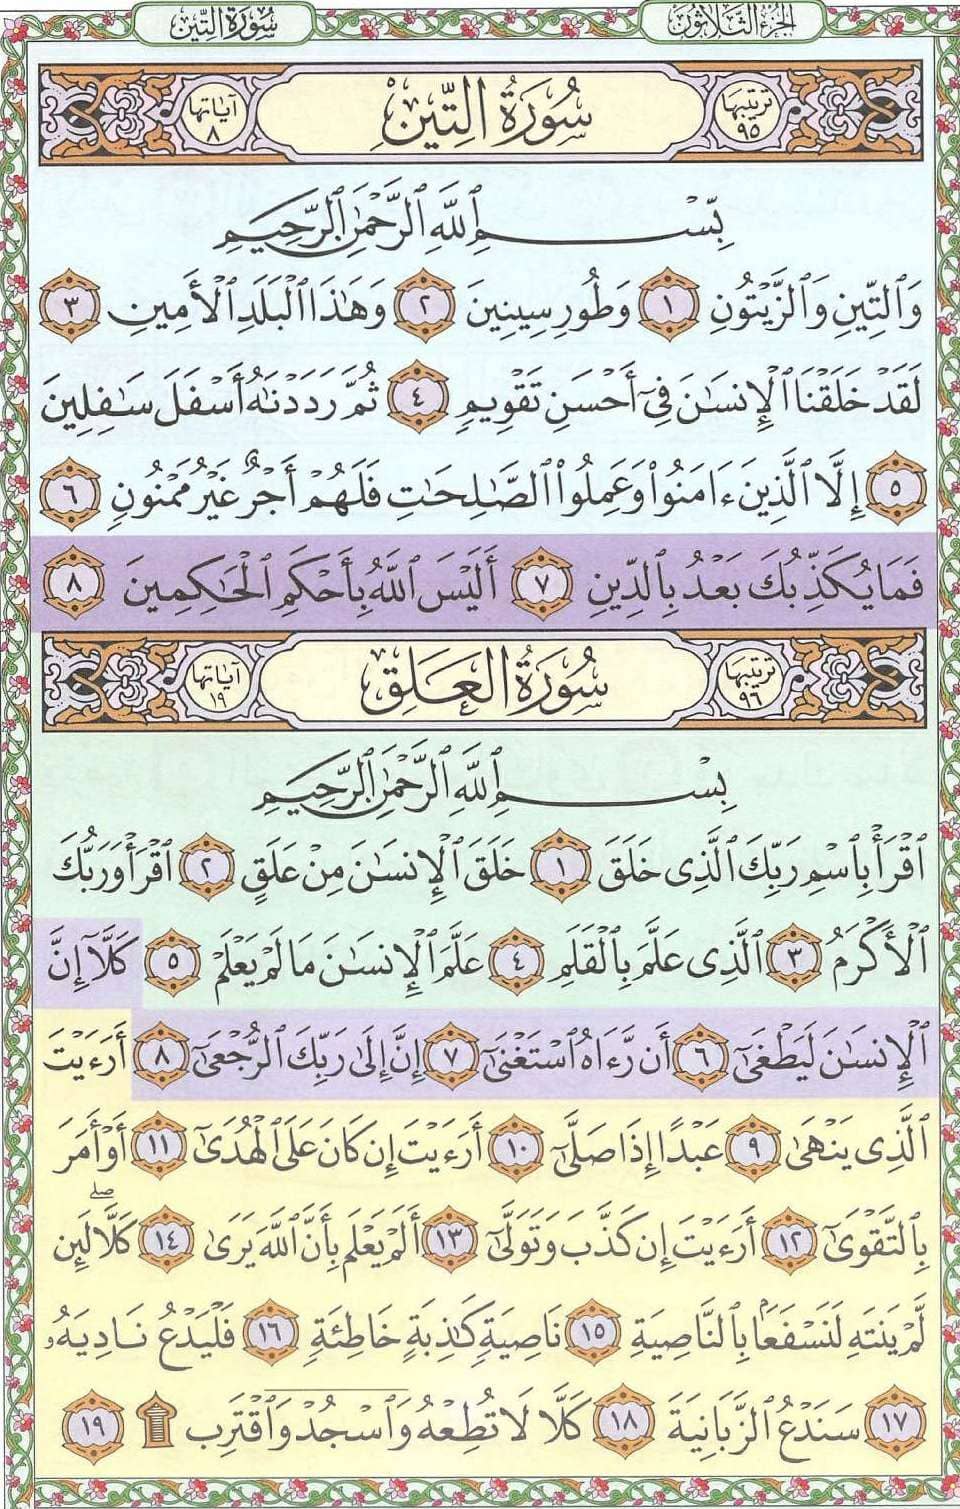 الجزء الثلاثون
سورة التين
ترتيبها ٩٥
سُورَةُ التِّينِ
آياتها ٨
بِسْمِ ٱللَّهِ ٱلرَّحْمَٰنِ ٱلرَّحِيمِ
وَٱلتِّينِ وَٱلزَّيْتُونِ ١ وَطُورِ سِينِينَ ٢ وَهَٰذَا ٱلْبَلَدِ ٱلْأَمِينِ ٣
لَقَدْ خَلَقْنَا ٱلْإِنسَٰنَ فِىٓ أَحْسَنِ تَقْوِيمٍ ٤ ثُمَّ رَدَدْنَٰهُ أَسْفَلَ سَٰفِلِينَ
٥ إِلَّا ٱلَّذِينَ ءَامَنُوا۟ وَعَمِلُوا۟ ٱلصَّٰلِحَٰتِ فَلَهُمْ أَجْرٌ غَيْرُ مَمْنُونٍ ٦
فَمَا يُكَذِّبُكَ بَعْدُ بِٱلدِّينِ ٧ أَلَيْسَ ٱللَّهُ بِأَحْكَمِ ٱلْحَٰكِمِينَ ٨
ترتيبها ٩٦
سُورَةُ العَلَقِ
آياتها ١٩
بِسْمِ ٱللَّهِ ٱلرَّحْمَٰنِ ٱلرَّحِيمِ
ٱقْرَأْ بِٱسْمِ رَبِّكَ ٱلَّذِى خَلَقَ ١ خَلَقَ ٱلْإِنسَٰنَ مِنْ عَلَقٍ ٢ ٱقْرَأْ وَرَبُّكَ
ٱلْأَكْرَمُ ٣ ٱلَّذِى عَلَّمَ بِٱلْقَلَمِ ٤ عَلَّمَ ٱلْإِنسَٰنَ مَا لَمْ يَعْلَمْ ٥ كَلَّآ إِنَّ
ٱلْإِنسَٰنَ لَيَطْغَىٰٓ ٦ أَن رَّءَاهُ ٱسْتَغْنَىٰٓ ٧ إِنَّ إِلَىٰ رَبِّكَ ٱلرُّجْعَىٰٓ ٨ أَرَءَيْتَ
ٱلَّذِى يَنْهَىٰ ٩ عَبْدًا إِذَا صَلَّىٰٓ ١٠ أَرَءَيْتَ إِن كَانَ عَلَى ٱلْهُدَىٰٓ ١١ أَوْ أَمَرَ
بِٱلتَّقْوَىٰٓ ١٢ أَرَءَيْتَ إِن كَذَّبَ وَتَوَلَّىٰٓ ١٣ أَلَمْ يَعْلَم بِأَنَّ ٱللَّهَ يَرَىٰ ١٤ كَلَّا لَئِن
لَّمْ يَنتَهِ لَنَسْفَعًۢا بِٱلنَّاصِيَةِ ١٥ نَاصِيَةٍ كَٰذِبَةٍ خَاطِئَةٍ ١٦ فَلْيَدْعُ نَادِيَهُۥ
١٧ سَنَدْعُ ٱلزَّبَانِيَةَ ١٨ كَلَّا لَا تُطِعْهُ وَٱسْجُدْ وَٱقْتَرِب ۩ ١٩